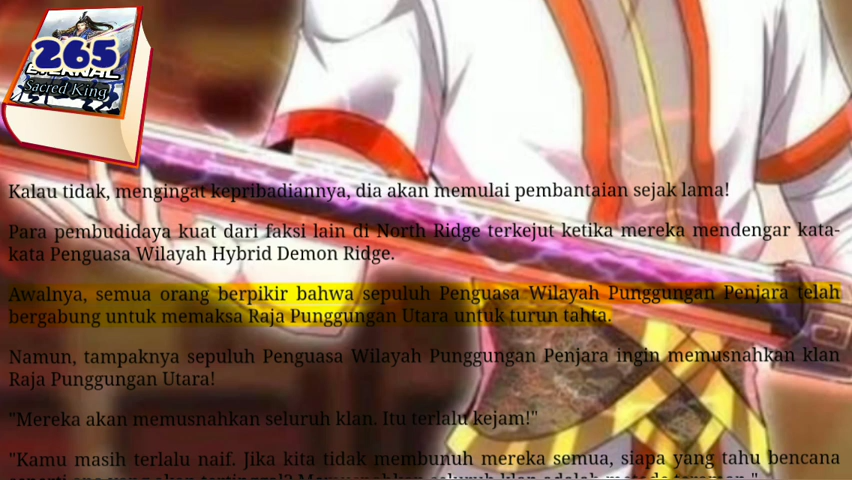 265
ETERNAL
Sacred King
Kalau tidak, mengingat kepribadiannya, dia akan memulai pembantaian sejak lama!
Para pembudidaya kuat dari faksi lain di North Ridge terkejut ketika mereka mendengar kata-
kata Penguasa Wilayah Hybrid Demon Ridge.
Awalnya, semua orang berpikir bahwa sepuluh Penguasa Wilayah Punggungan Penjara telah
bergabung untuk memaksa Raja Punggungan Utara untuk turun tahta.
Namun, tampaknya sepuluh Penguasa Wilayah Punggungan Penjara ingin memusnahkan klan
Raja Punggungan Utara!
"Mereka akan memusnahkan seluruh klan. Itu terlalu kejam!"
"Kamu masih terlalu naif. Jika kita tidak membunuh mereka semua, siapa yang tahu bencana